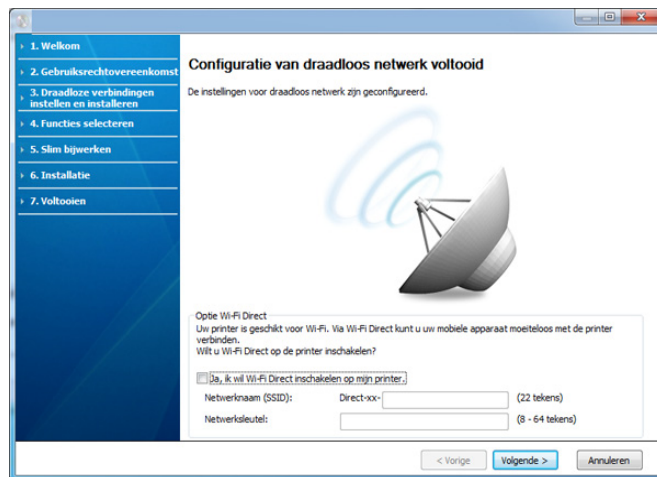 1. Welkom
2. Gebruiksrechtovereenkomst
3. Draadloze verbindingen
instellen en installeren
4. Functies selecteren
5. Slim bijwerken
6. Installatie
7. Voltooien
Configuratie van draadloos netwerk voltooid
De instellingen voor draadloos netwerk zijn geconfigureerd.
Optie Wi-Fi Direct
Uw printer is geschikt voor Wi-Fi. Via Wi-Fi Direct kunt u uw mobiele apparaat moeiteloos met de printer
verbinden.
Wilt u Wi-Fi Direct op de printer inschakelen?
Ja, ik wil Wi-Fi Direct inschakelen op mijn printer.
Netwerknaam (SSID): Direct-xx- (22 tekens)
Netwerksleutel: (8 - 64 tekens)
< Vorige Volgende > Annuleren